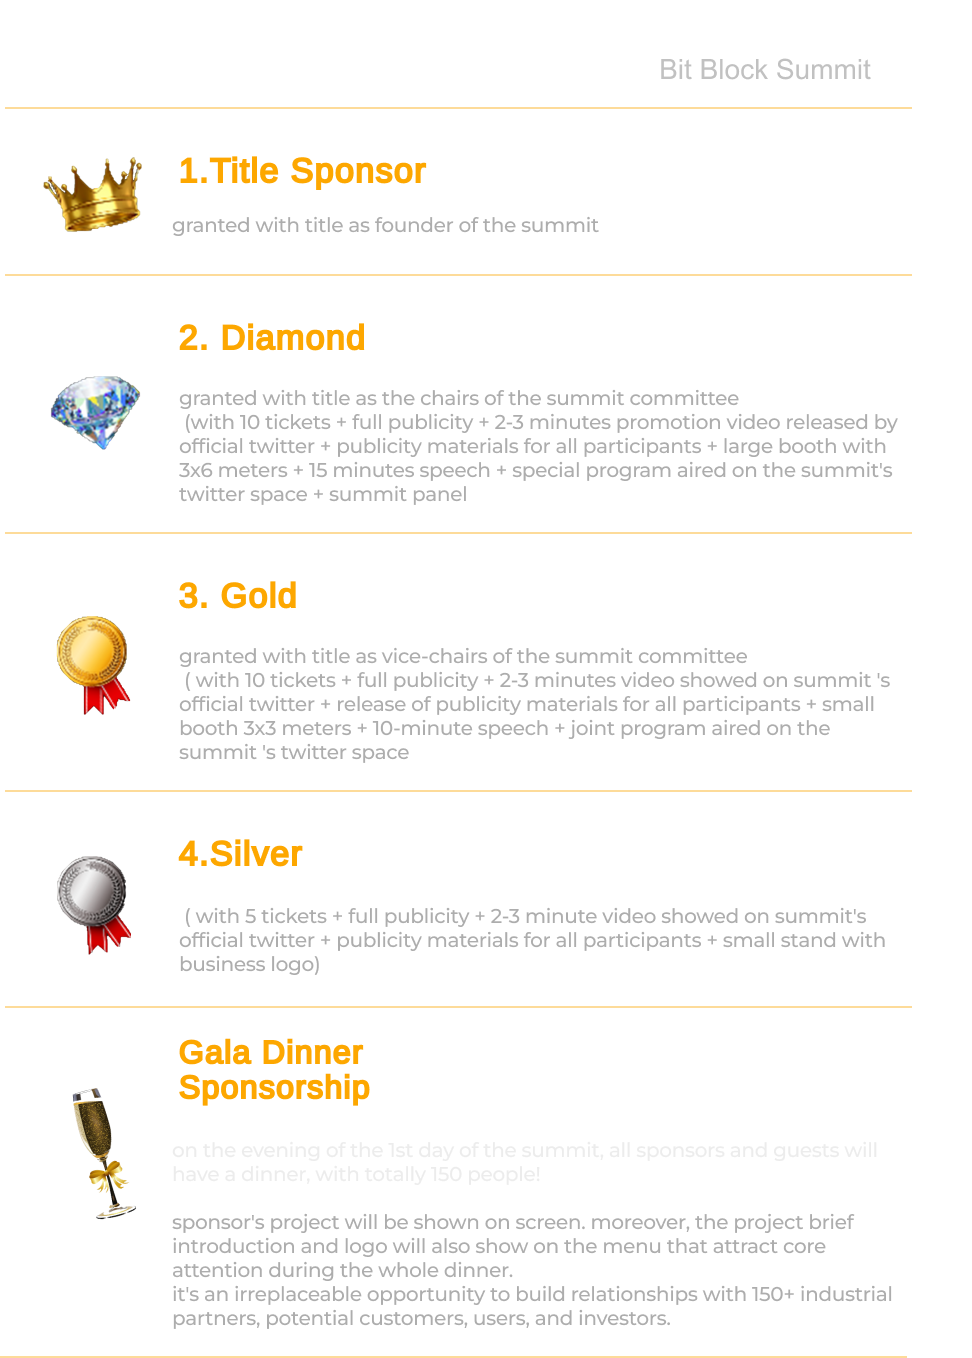 Bit Block Summit
1.Title Sponsor
granted with title as founder of the summit
2. Diamond
granted with title as the chairs of the summit committee
(with 10 tickets + full publicity + 2-3 minutes promotion video released by
official twitter + publicity materials for all participants + large booth with
3x6 meters + 15 minutes speech + special program aired on the summit's
twitter space + summit panel
3. Gold
granted with title as vice-chairs of the summit committee
( with 10 tickets + full publicity + 2-3 minutes video showed on summit 's
official twitter + release of publicity materials for all participants + small
booth 3x3 meters + 10-minute speech + joint program aired on the
summit 's twitter space
4.Silver
( with 5 tickets + full publicity + 2-3 minute video showed on summit's
official twitter + publicity materials for all participants + small stand with
business logo)
Gala Dinner
Sponsorship
on the evening of the 1st day of the summit, all sponsors and guests will
have a dinner, with totally 150 people!
sponsor's project will be shown on screen. moreover, the project brief
introduction and logo will also show on the menu that attract core
attention during the whole dinner.
it's an irreplaceable opportunity to build relationships with 150+ industrial
partners, potential customers, users, and investors.